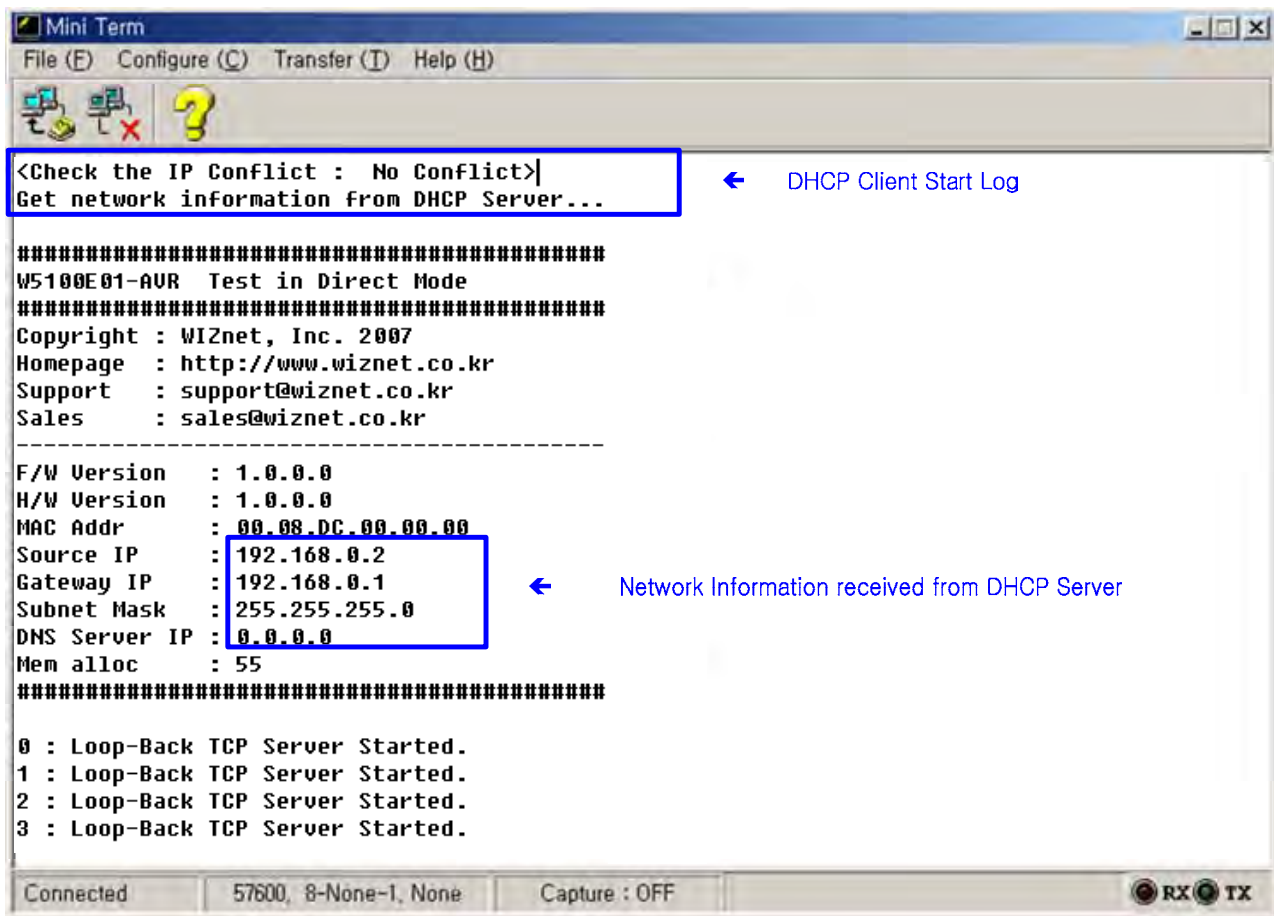 Mini Term
File (F) Configure (C) Transfer (T) Help (H)
<Check the IP Conflict :  No Conflict>
← DHCP Client Start Log
Get network information from DHCP Server...
###########################################
W5100E01-AVR  Test in Direct Mode
###########################################
Copyright : WIZnet, Inc. 2007
Homepage  : http://www.wiznet.co.kr
Support   : support@wiznet.co.kr
Sales     : sales@wiznet.co.kr
-------------------------------------------
F/W Version   : 1.0.0.0
H/W Version   : 1.0.0.0
MAC Addr      : 00.08.DC.00.00.00
Source IP     : 192.168.0.2
Gateway IP    : 192.168.0.1
← Network Information received from DHCP Server
Subnet Mask   : 255.255.255.0
DNS Server IP : 0.0.0.0
Mem alloc     : 55
###########################################
0 : Loop-Back TCP Server Started.
1 : Loop-Back TCP Server Started.
2 : Loop-Back TCP Server Started.
3 : Loop-Back TCP Server Started.
Connected 57600, 8-None-1, None Capture : OFF RX TX